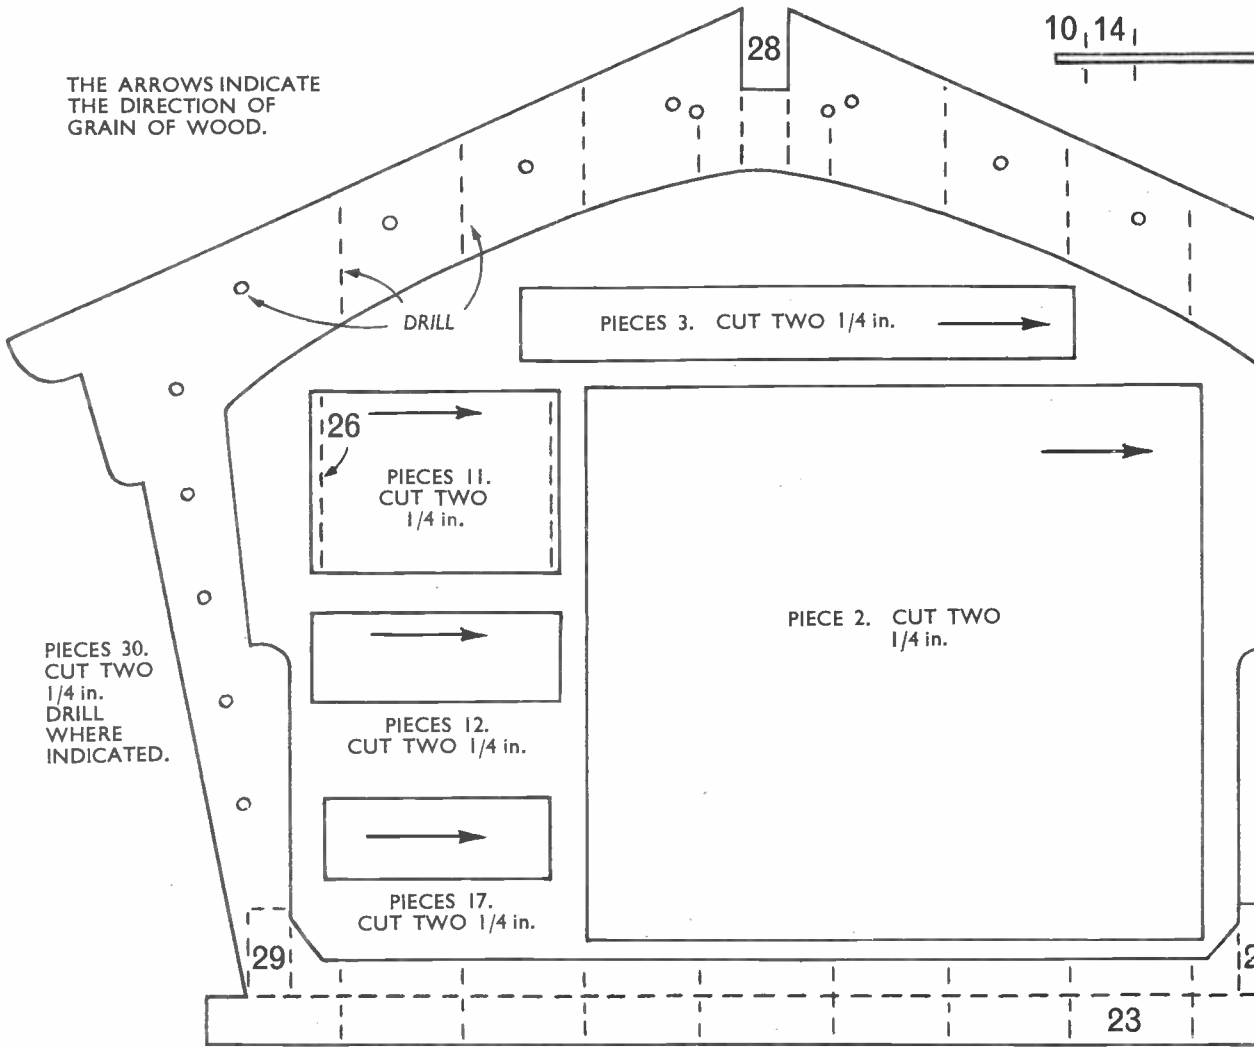 THE ARROWS INDICATE
THE DIRECTION OF
GRAIN OF WOOD.
28
10 14
DRILL
PIECES 3. CUT TWO 1/4 in.
26
PIECES 11.
CUT TWO
1/4 in.
PIECE 2. CUT TWO
1/4 in.
PIECES 30.
CUT TWO
1/4 in.
DRILL
WHERE
INDICATED.
PIECES 12.
CUT TWO 1/4 in.
PIECES 17.
CUT TWO 1/4 in.
29
2
23